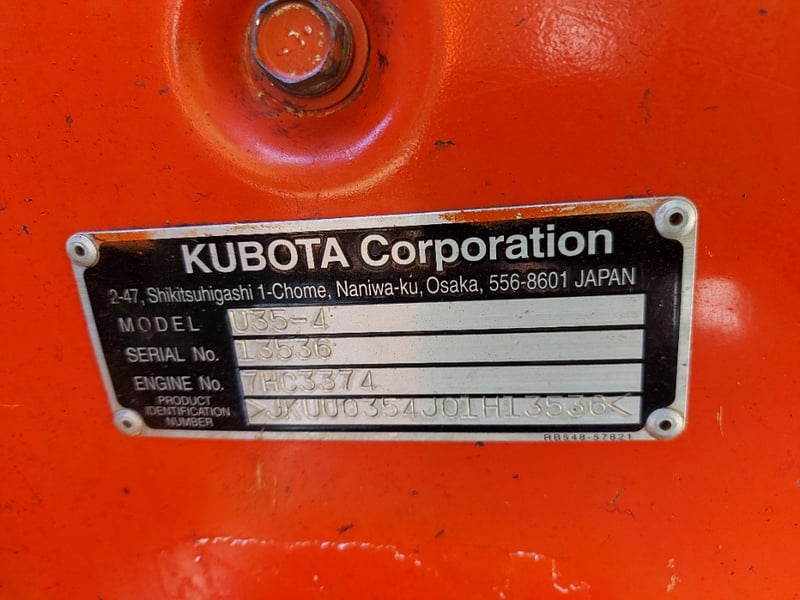 KUBOTA Corporation
2-47, Shikitsuhigashi 1-Chome, Naniwa-ku, Osaka, 556-8601 JAPAN
MODEL U35-4
SERIAL No. 13536
ENGINE No. 7HC3374
PRODUCT IDENTIFICATION NUMBER >JKUU0354J01H13536<
RB548-57821